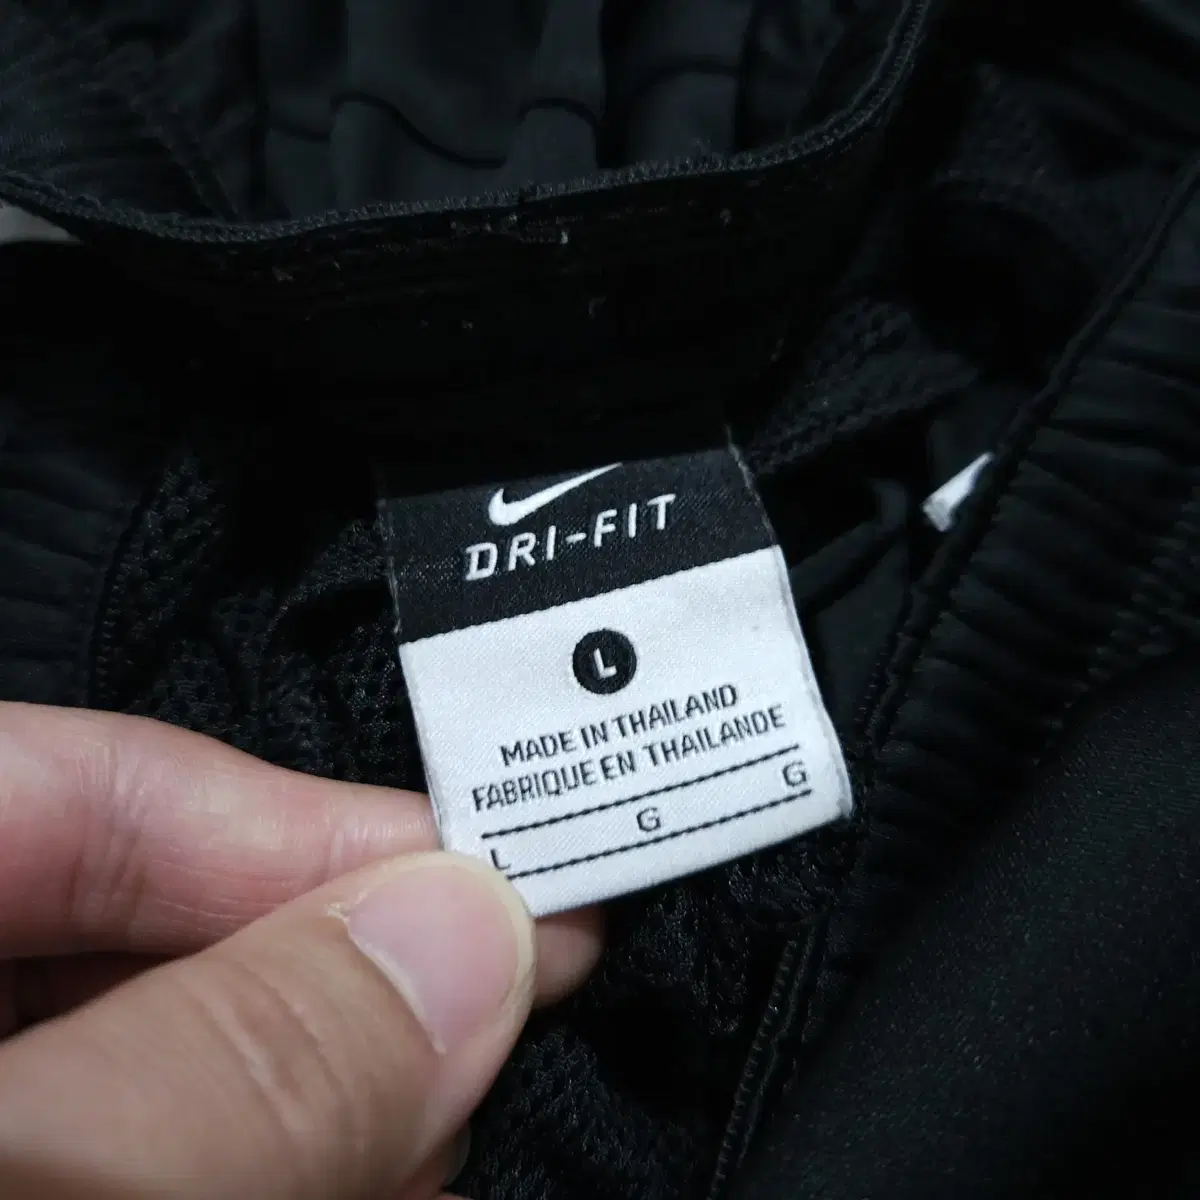 DRI-FIT
L
MADE IN THAILAND
FABRIQUE EN THAILANDE
L G G